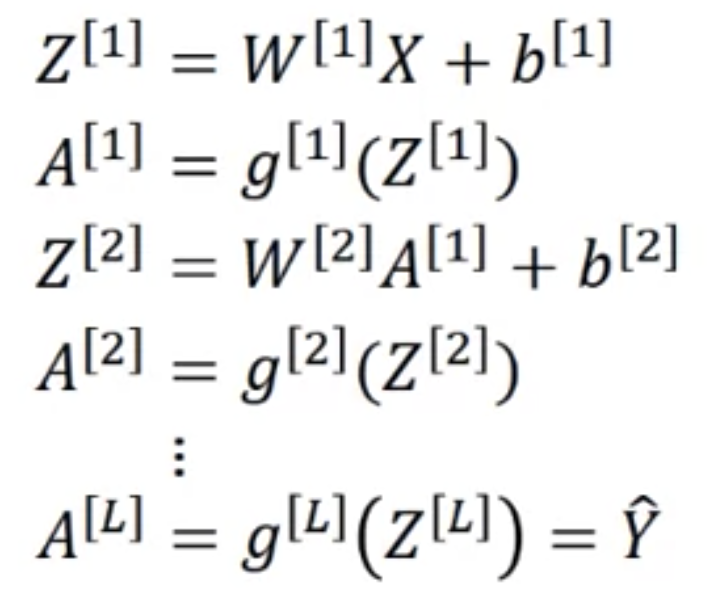 Z^[1] = W^[1]X + b^[1]
A^[1] = g^[1](Z^[1])
Z^[2] = W^[2]A^[1] + b^[2]
A^[2] = g^[2](Z^[2])
⋮
A^[L] = g^[L](Z^[L]) = Ŷ